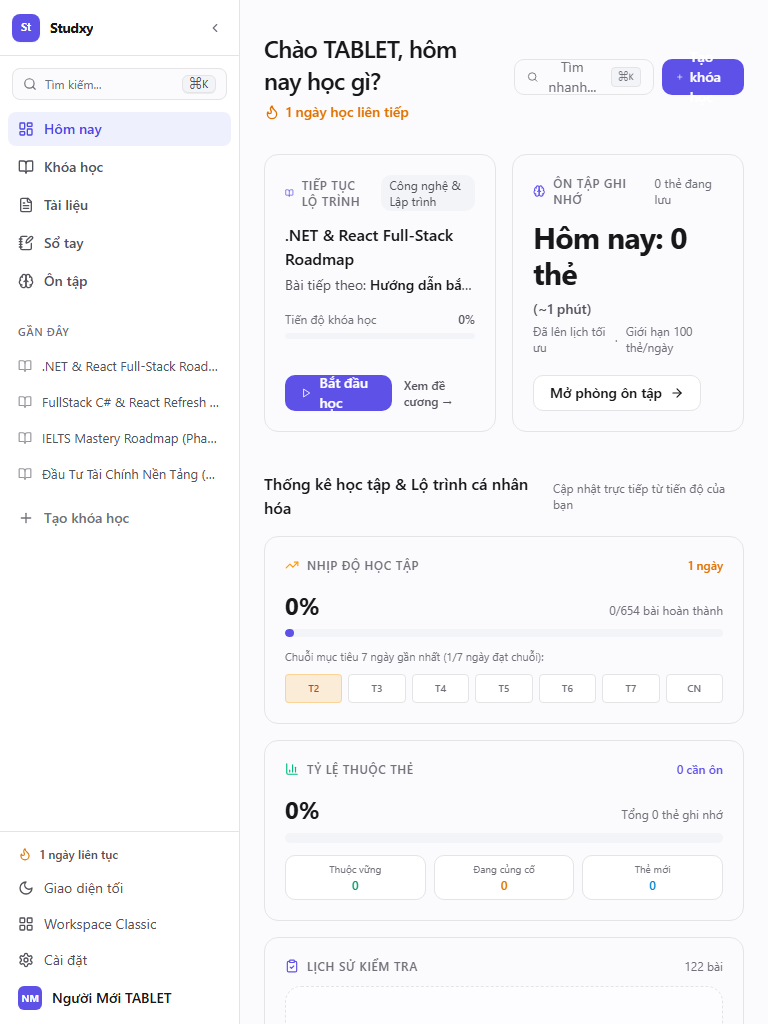 St Studxy
Tìm kiếm... ⌘K
Hôm nay
Khóa học
Tài liệu
Sổ tay
Ôn tập
GẦN ĐÂY
.NET & React Full-Stack Road...
FullStack C# & React Refresh ...
IELTS Mastery Roadmap (Pha...
Đầu Tư Tài Chính Nền Tảng (...
Tạo khóa học
1 ngày liên tục
Giao diện tối
Workspace Classic
Cài đặt
NM Người Mới TABLET
Chào TABLET, hôm
nay học gì?
1 ngày học liên tiếp
Tìm
nhanh...
⌘K
Tạo
khóa
học
TIẾP TỤC
LỘ TRÌNH
Công nghệ &
Lập trình
.NET & React Full-Stack
Roadmap
Bài tiếp theo: Hướng dẫn bắ...
Tiến độ khóa học 0%
Bắt đầu
học
Xem đề
cương →
ÔN TẬP GHI
NHỚ
0 thẻ đang
lưu
Hôm nay: 0
thẻ
(~1 phút)
Đã lên lịch tối
ưu
·
Giới hạn 100
thẻ/ngày
Mở phòng ôn tập →
Thống kê học tập & Lộ trình cá nhân
hóa
Cập nhật trực tiếp từ tiến độ của
bạn
NHỊP ĐỘ HỌC TẬP 1 ngày
0% 0/654 bài hoàn thành
Chuỗi mục tiêu 7 ngày gần nhất (1/7 ngày đạt chuỗi):
T2 T3 T4 T5 T6 T7 CN
TỶ LỆ THUỘC THẺ 0 cần ôn
0% Tổng 0 thẻ ghi nhớ
Thuộc vững Đang củng cố Thẻ mới
0 0 0
LỊCH SỬ KIỂM TRA 122 bài